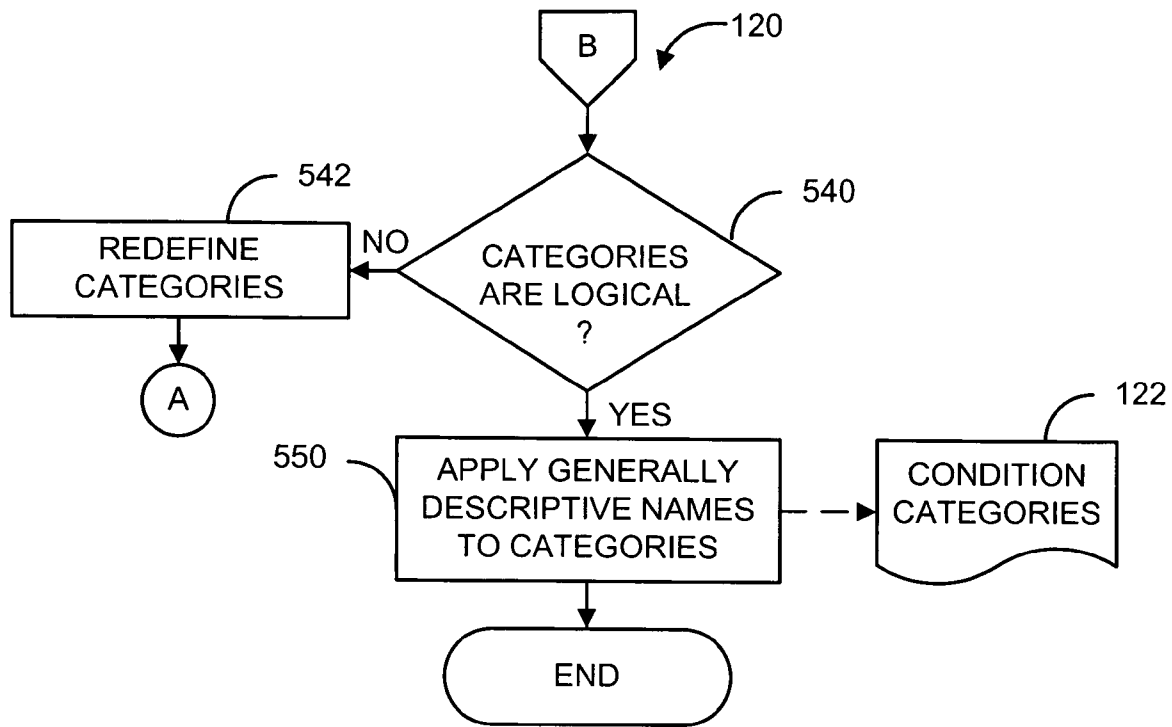 B
120
542
540
REDEFINE
CATEGORIES
NO
CATEGORIES
ARE LOGICAL
?
A
YES
122
550
APPLY GENERALLY
DESCRIPTIVE NAMES
TO CATEGORIES
CONDITION
CATEGORIES
END